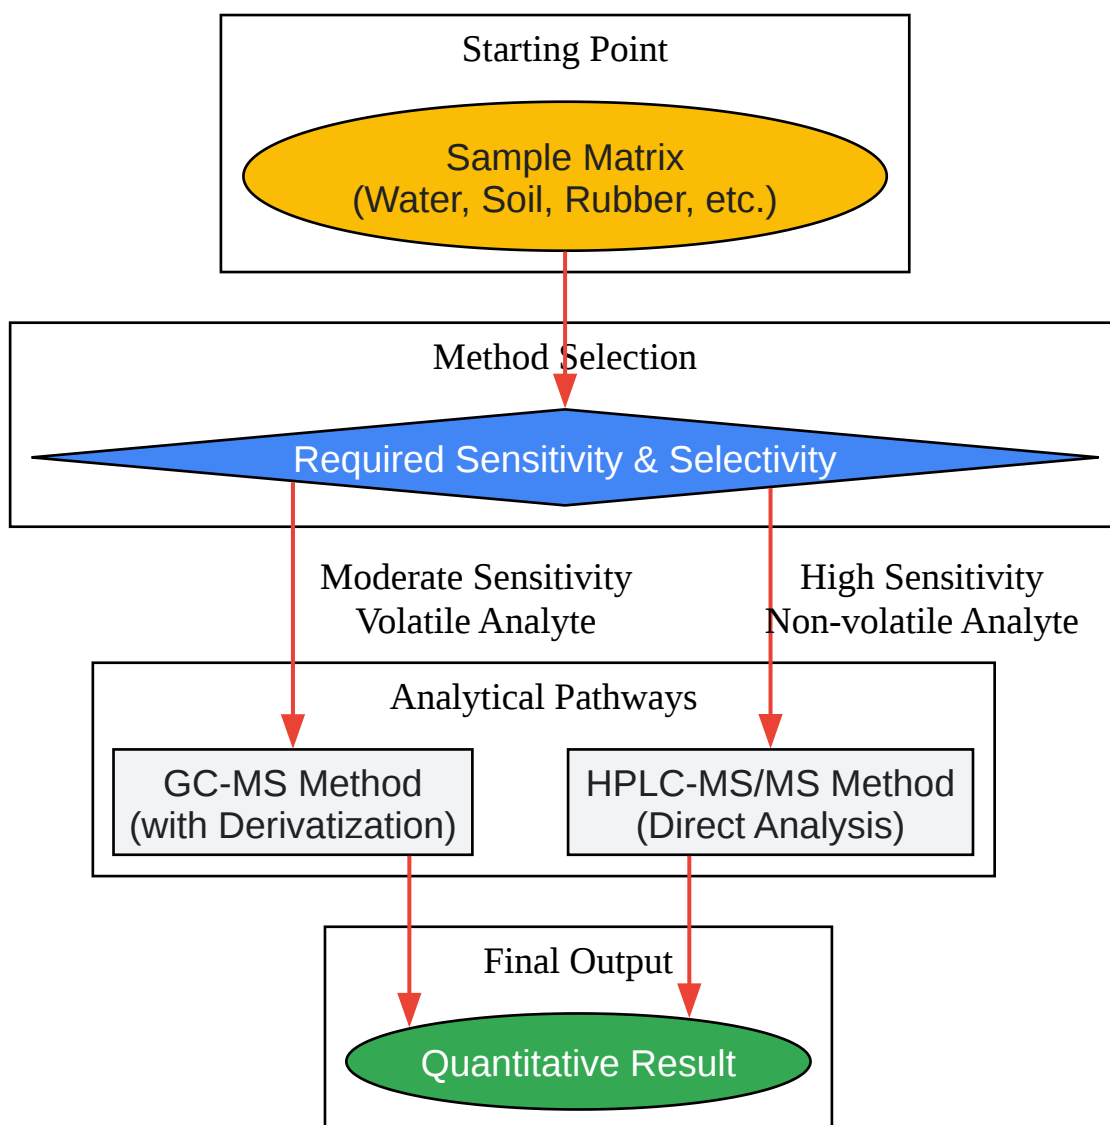 Starting Point
Sample Matrix
(Water, Soil, Rubber, etc.)
Method Selection
Required Sensitivity & Selectivity
Moderate Sensitivity
Volatile Analyte
High Sensitivity
Non-volatile Analyte
Analytical Pathways
GC-MS Method
(with Derivatization)
HPLC-MS/MS Method
(Direct Analysis)
Final Output
Quantitative Result